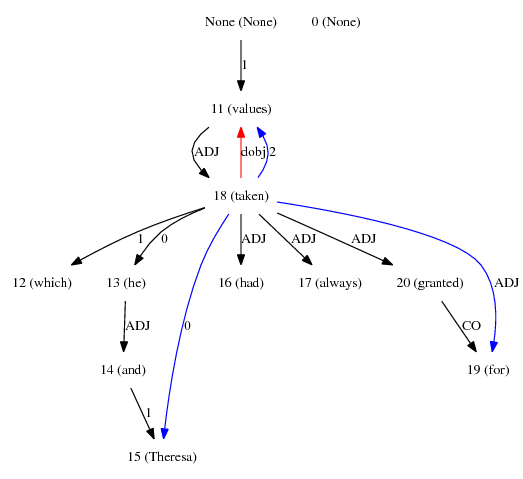 None (None) 0 (None)
1
11 (values)
ADJ dobj 2
18 (taken)
1 0 ADJ ADJ ADJ
12 (which) 13 (he) 16 (had) 17 (always) 20 (granted) ADJ
ADJ 0 CO
14 (and) 19 (for)
1
15 (Theresa)